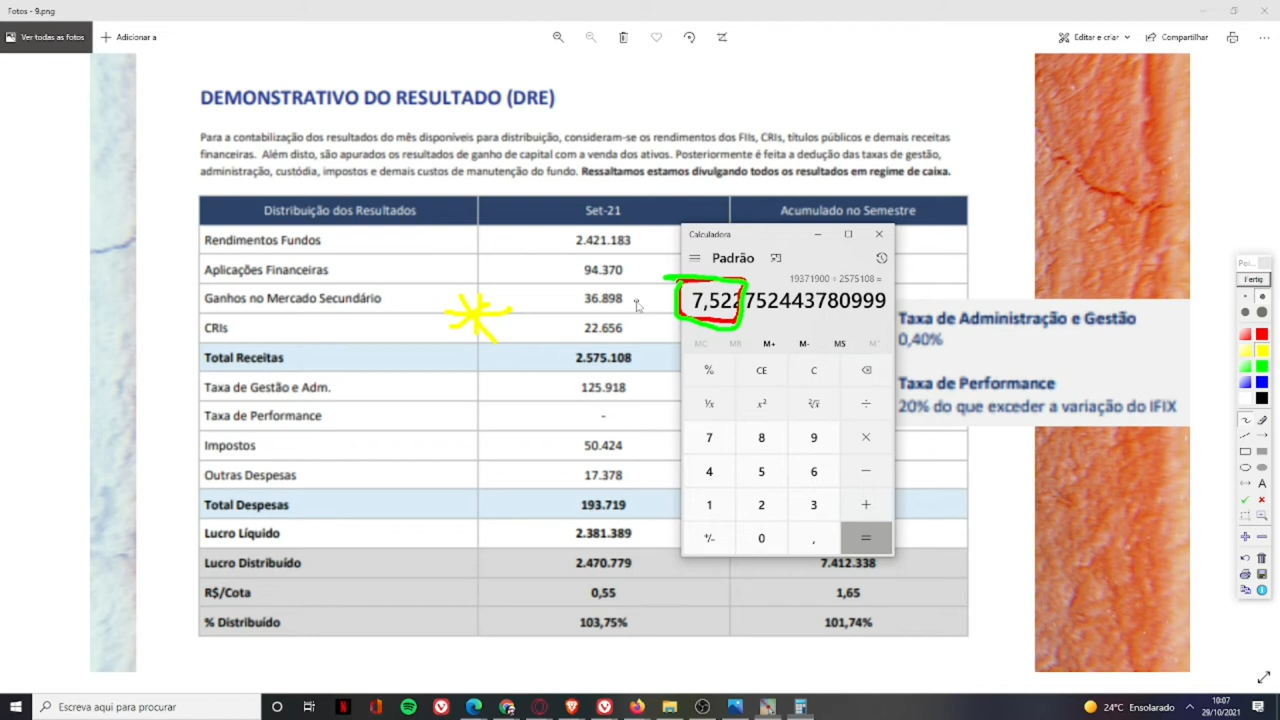 Fotos - 9.png
Ver todas as fotos
Adicionar a
Editar e criar
Compartilhar
DEMONSTRATIVO DO RESULTADO (DRE)
Para a contabilização dos resultados do mês disponíveis para distribuição, consideram-se os rendimentos dos FIIs, CRIs, títulos públicos e demais receitas
financeiras. Além disto, são apurados os resultados de ganho de capital com a venda dos ativos. Posteriormente é feita a dedução das taxas de gestão,
administração, custódia, impostos e demais custos de manutenção do fundo. Ressaltamos estamos divulgando todos os resultados em regime de caixa.
Distribuição dos Resultados Set-21 Acumulado no Semestre
Rendimentos Fundos 2.421.183
Aplicações Financeiras 94.370
Ganhos no Mercado Secundário 36.898
CRIs 22.656
Total Receitas 2.575.108
Taxa de Gestão e Adm. 125.918
Taxa de Performance -
Impostos 50.424
Outras Despesas 17.378
Total Despesas 193.719
Lucro Líquido 2.381.389
Lucro Distribuído 2.470.779 7.412.338
R$/Cota 0,55 1,65
% Distribuído 103,75% 101,74%
Calculadora
Padrão
19371900 ÷ 2575108 =
7,522752443780999
MC MR M+ M- MS M˅
% CE C
¹/x x² ²√x ÷
7 8 9 ×
4 5 6 −
1 2 3 +
+/- 0 , =
Taxa de Administração e Gestão
0,40%
Taxa de Performance
20% do que exceder a variação do IFIX
Poi...
Fertig
A
Escreva aqui para procurar
24°C Ensolarado
10:07
29/10/2021